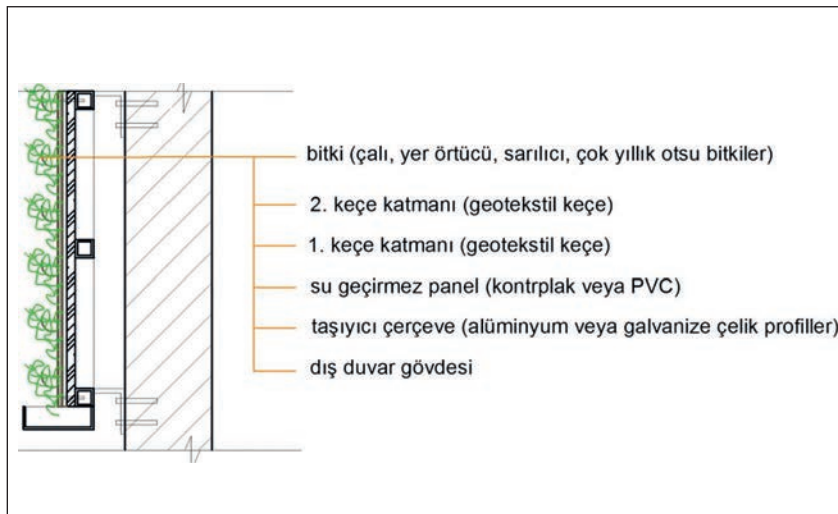 bitki (çalı, yer örtücü, sarılıcı, çok yıllık otsu bitkiler)
2. keçe katmanı (geotekstil keçe)
1. keçe katmanı (geotekstil keçe)
su geçirmez panel (kontrplak veya PVC)
taşıyıcı çerçeve (alüminyum veya galvanize çelik profiller)
dış duvar gövdesi